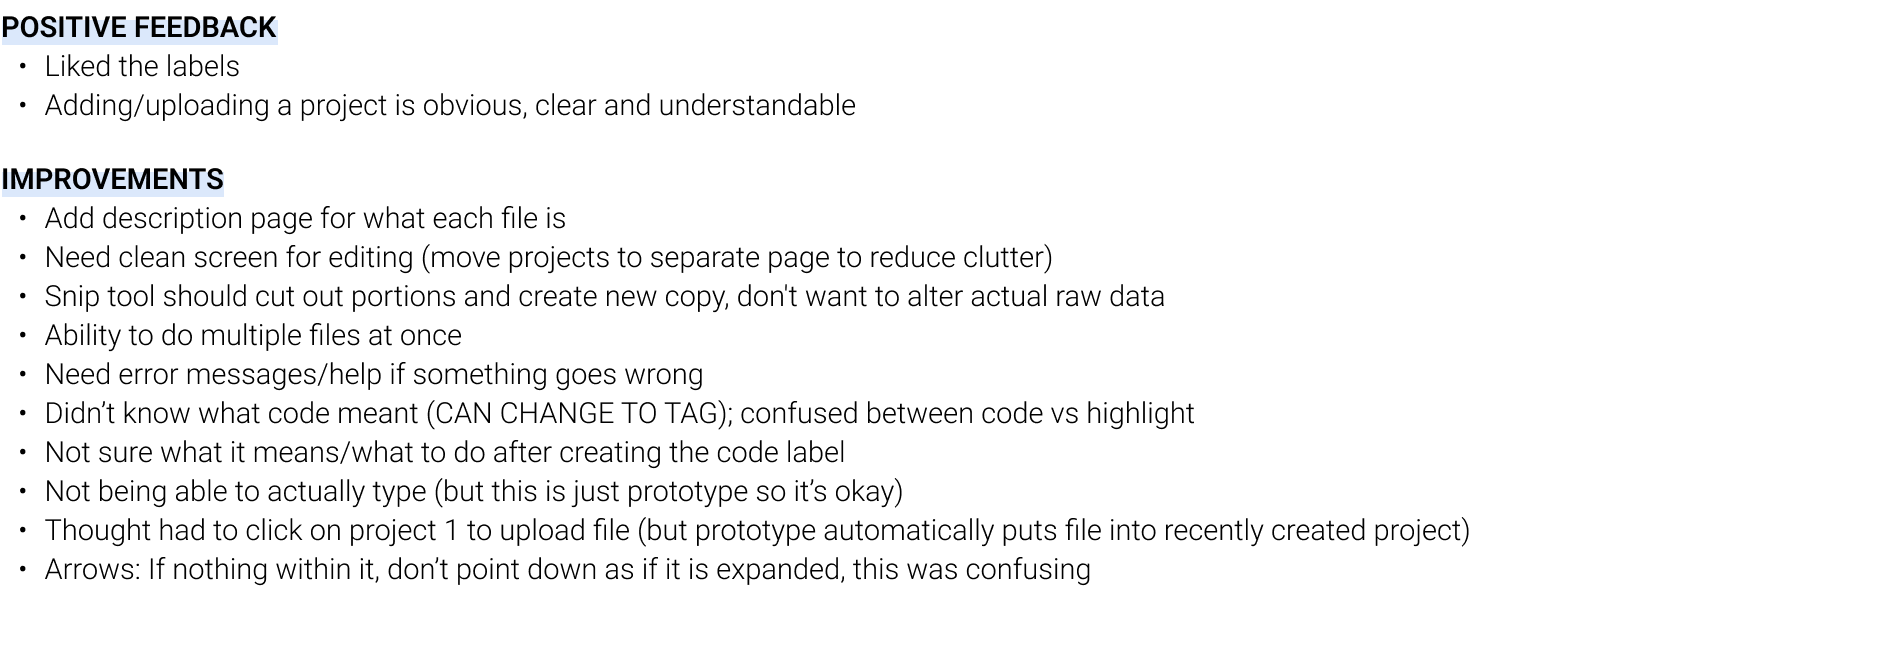 POSITIVE FEEDBACK
• Liked the labels
• Adding/uploading a project is obvious, clear and understandable
IMPROVEMENTS
• Add description page for what each file is
• Need clean screen for editing (move projects to separate page to reduce clutter)
• Snip tool should cut out portions and create new copy, don't want to alter actual raw data
• Ability to do multiple files at once
• Need error messages/help if something goes wrong
• Didn’t know what code meant (CAN CHANGE TO TAG); confused between code vs highlight
• Not sure what it means/what to do after creating the code label
• Not being able to actually type (but this is just prototype so it’s okay)
• Thought had to click on project 1 to upload file (but prototype automatically puts file into recently created project)
• Arrows: If nothing within it, don’t point down as if it is expanded, this was confusing